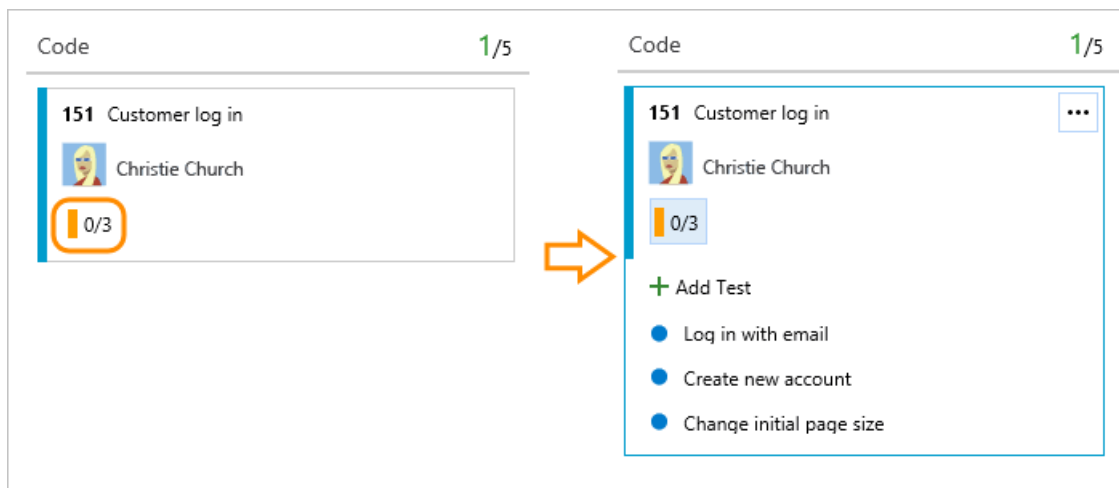 Code 1/5
151 Customer log in
Christie Church
0/3
Code 1/5
151 Customer log in ...
Christie Church
0/3
+ Add Test
Log in with email
Create new account
Change initial page size